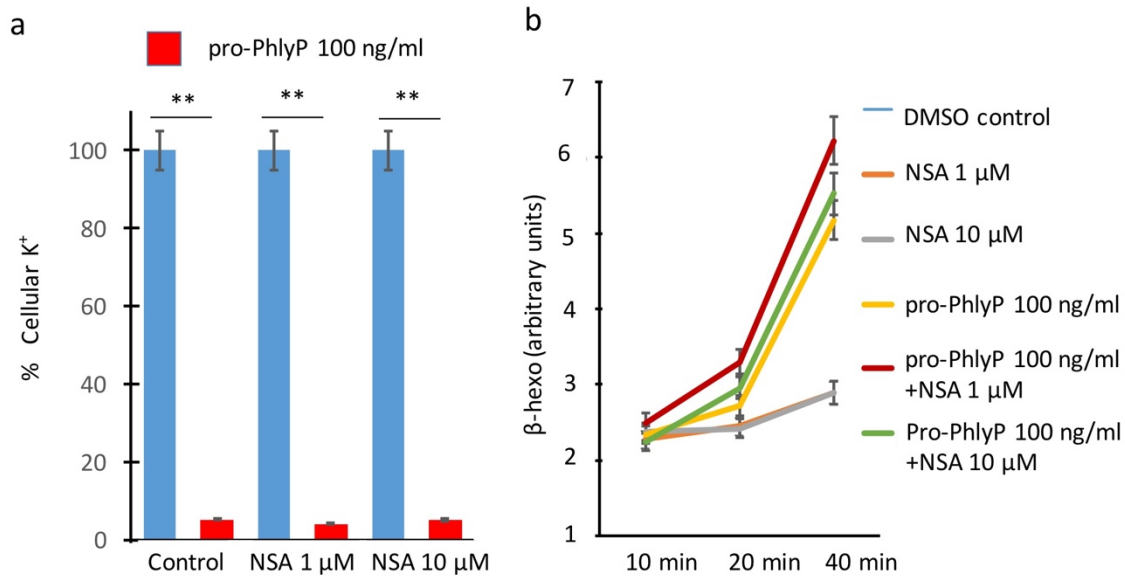 a
pro-PhlyP 100 ng/ml
** ** **
% Cellular K⁺
100
80
60
40
20
0
Control NSA 1 µM NSA 10 µM
b
β-hexo (arbitrary units)
7
6
5
4
3
2
1
10 min 20 min 40 min
DMSO control
NSA 1 µM
NSA 10 µM
pro-PhlyP 100 ng/ml
pro-PhlyP 100 ng/ml
+NSA 1 µM
Pro-PhlyP 100 ng/ml
+NSA 10 µM